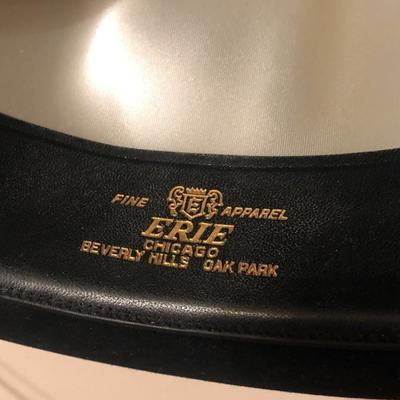 FINE APPAREL
ERIE
CHICAGO
BEVERLY HILLS OAK PARK